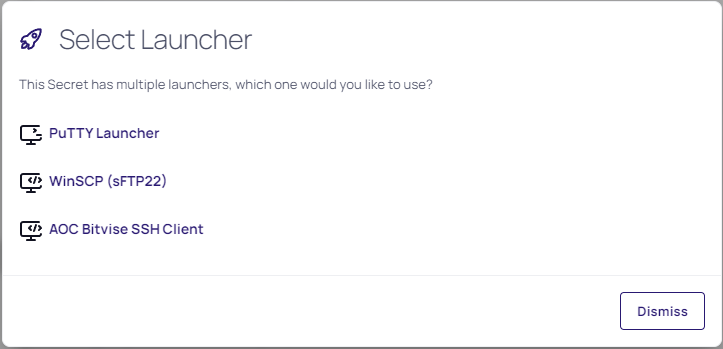 Select Launcher
This Secret has multiple launchers, which one would you like to use?
PuTTY Launcher
WinSCP (sFTP22)
AOC Bitvise SSH Client
Dismiss